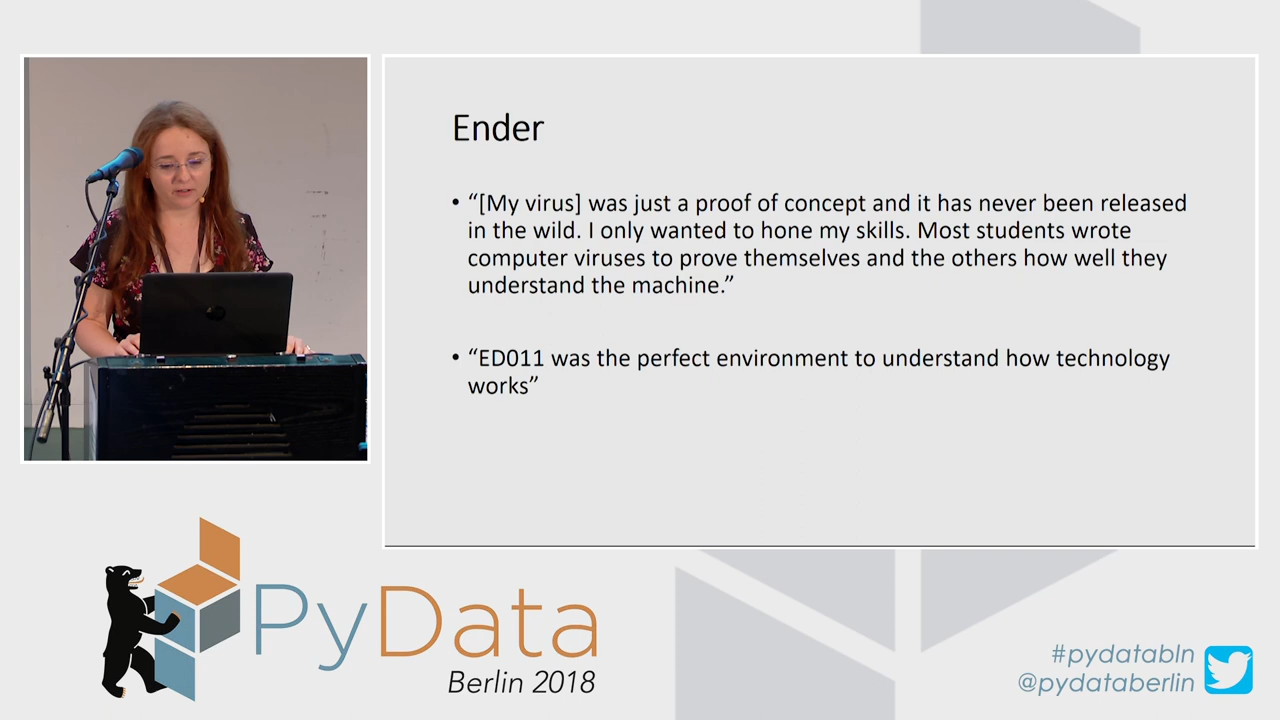 Ender
• “[My virus] was just a proof of concept and it has never been released
in the wild. I only wanted to hone my skills. Most students wrote
computer viruses to prove themselves and the others how well they
understand the machine.”
• “ED011 was the perfect environment to understand how technology
works”
PyData
Berlin 2018
#pydatabln
@pydataberlin